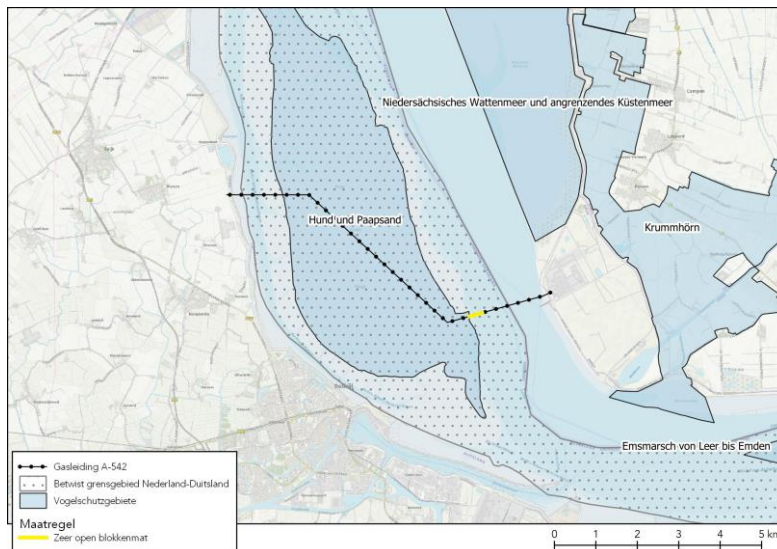 Niedersächsisches Wattenmeer und angrenzendes Küstenmeer
Krummhörn
Hund und Paapsand
Emsmarsch von Leer bis Emden
Gasleiding A-542
Betwist grensgebied Nederland-Duitsland
Vogelschutzgebiete
Maatregel
Zeer open blokkenmat
0 1 2 3 4 5 km